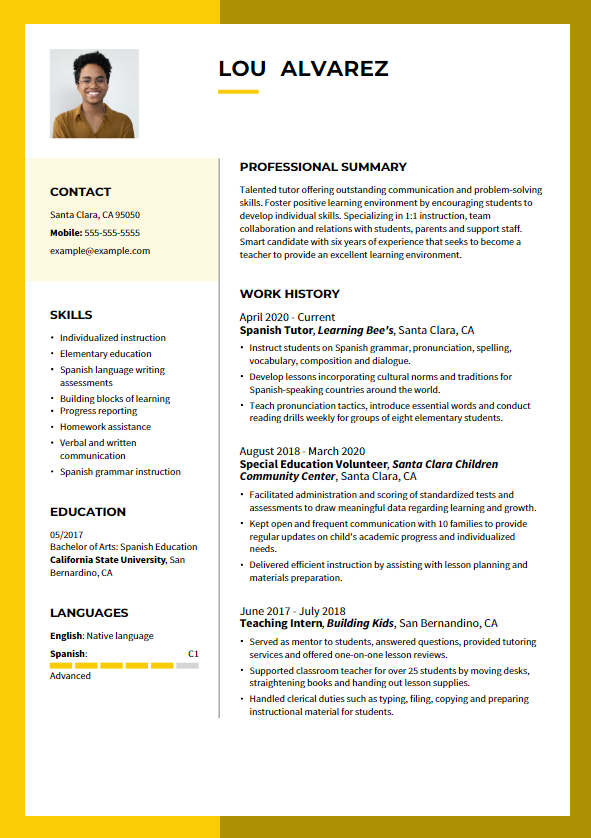 LOU ALVAREZ
CONTACT
Santa Clara, CA 95050
Mobile: 555-555-5555
example@example.com
SKILLS
• Individualized instruction
• Elementary education
• Spanish language writing
assessments
• Building blocks of learning
• Progress reporting
• Homework assistance
• Verbal and written
communication
• Spanish grammar instruction
EDUCATION
05/2017
Bachelor of Arts: Spanish Education
California State University, San
Bernardino, CA
LANGUAGES
English: Native language
Spanish: C1
Advanced
PROFESSIONAL SUMMARY
Talented tutor offering outstanding communication and problem-solving
skills. Foster positive learning environment by encouraging students to
develop individual skills. Specializing in 1:1 instruction, team
collaboration and relations with students, parents and support staff.
Smart candidate with six years of experience that seeks to become a
teacher to provide an excellent learning environment.
WORK HISTORY
April 2020 - Current
Spanish Tutor, Learning Bee's, Santa Clara, CA
• Instruct students on Spanish grammar, pronunciation, spelling,
vocabulary, composition and dialogue.
• Develop lessons incorporating cultural norms and traditions for
Spanish-speaking countries around the world.
• Teach pronunciation tactics, introduce essential words and conduct
reading drills weekly for groups of eight elementary students.
August 2018 - March 2020
Special Education Volunteer, Santa Clara Children
Community Center, Santa Clara, CA
• Facilitated administration and scoring of standardized tests and
assessments to draw meaningful data regarding learning and growth.
• Kept open and frequent communication with 10 families to provide
regular updates on child's academic progress and individualized
needs.
• Delivered efficient instruction by assisting with lesson planning and
materials preparation.
June 2017 - July 2018
Teaching Intern, Building Kids, San Bernandino, CA
• Served as mentor to students, answered questions, provided tutoring
services and offered one-on-one lesson reviews.
• Supported classroom teacher for over 25 students by moving desks,
straightening books and handing out lesson supplies.
• Handled clerical duties such as typing, filing, copying and preparing
instructional material for students.